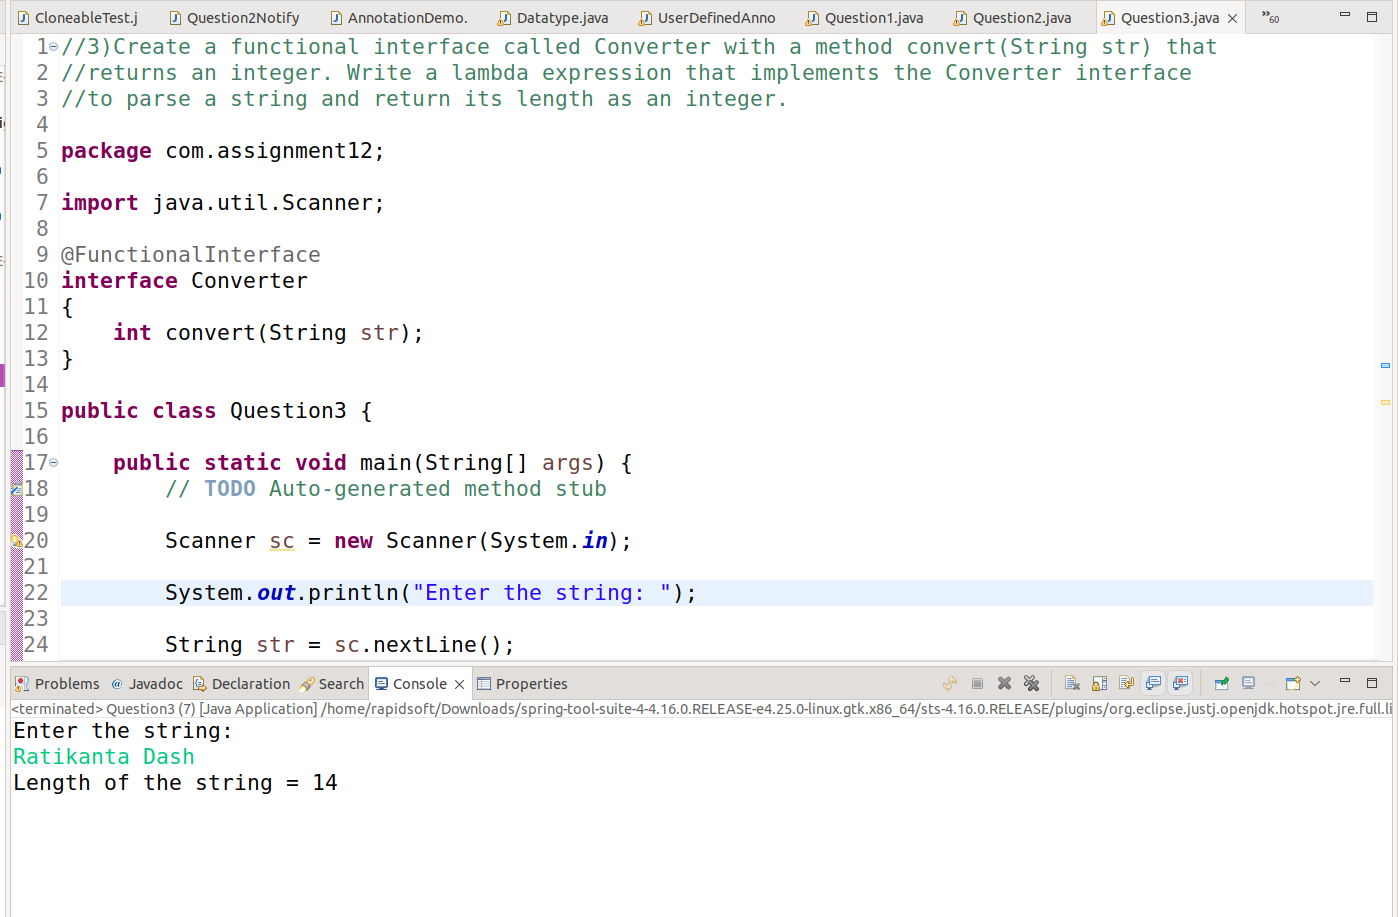 CloneableTest.j Question2Notify AnnotationDemo. Datatype.java UserDefinedAnno Question1.java Question2.java Question3.java »60
1 //3)Create a functional interface called Converter with a method convert(String str) that
2 //returns an integer. Write a lambda expression that implements the Converter interface
3 //to parse a string and return its length as an integer.
4
5 package com.assignment12;
6
7 import java.util.Scanner;
8
9 @FunctionalInterface
10 interface Converter
11 {
12 int convert(String str);
13 }
14
15 public class Question3 {
16
17 public static void main(String[] args) {
18 // TODO Auto-generated method stub
19
20 Scanner sc = new Scanner(System.in);
21
22 System.out.println("Enter the string: ");
23
24 String str = sc.nextLine();
Problems @ Javadoc Declaration Search Console Properties
<terminated> Question3 (7) [Java Application] /home/rapidsoft/Downloads/spring-tool-suite-4-4.16.0.RELEASE-e4.25.0-linux.gtk.x86_64/sts-4.16.0.RELEASE/plugins/org.eclipse.justj.openjdk.hotspot.jre.full.li
Enter the string:
Ratikanta Dash
Length of the string = 14